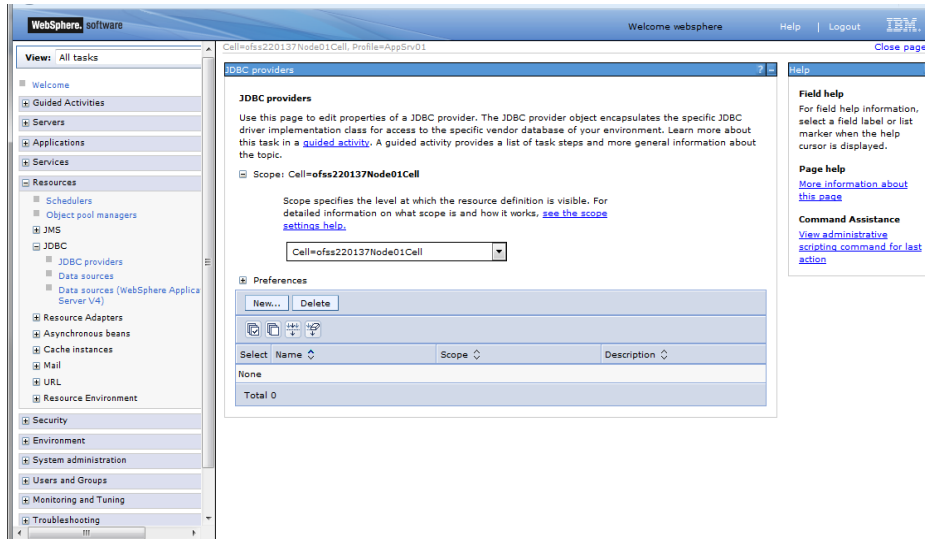 WebSphere. software
Welcome websphere
Help | Logout
IBM.
View: All tasks
Cell=ofss220137Node01Cell, Profile=AppSrv01
Close page
Welcome
Guided Activities
Servers
Applications
Services
Resources
Schedulers
Object pool managers
JMS
JDBC
JDBC providers
Data sources
Data sources (WebSphere Applica
Server V4)
Resource Adapters
Asynchronous beans
Cache instances
Mail
URL
Resource Environment
Security
Environment
System administration
Users and Groups
Monitoring and Tuning
Troubleshooting
JDBC providers
? -
JDBC providers
Use this page to edit properties of a JDBC provider. The JDBC provider object encapsulates the specific JDBC
driver implementation class for access to the specific vendor database of your environment. Learn more about
this task in a guided activity. A guided activity provides a list of task steps and more general information about
the topic.
Scope: Cell=ofss220137Node01Cell
Scope specifies the level at which the resource definition is visible. For
detailed information on what scope is and how it works, see the scope
settings help.
Cell=ofss220137Node01Cell
Preferences
New... Delete
Select Name Scope Description
None
Total 0
Help
Field help
For field help information,
select a field label or list
marker when the help
cursor is displayed.
Page help
More information about
this page
Command Assistance
View administrative
scripting command for last
action